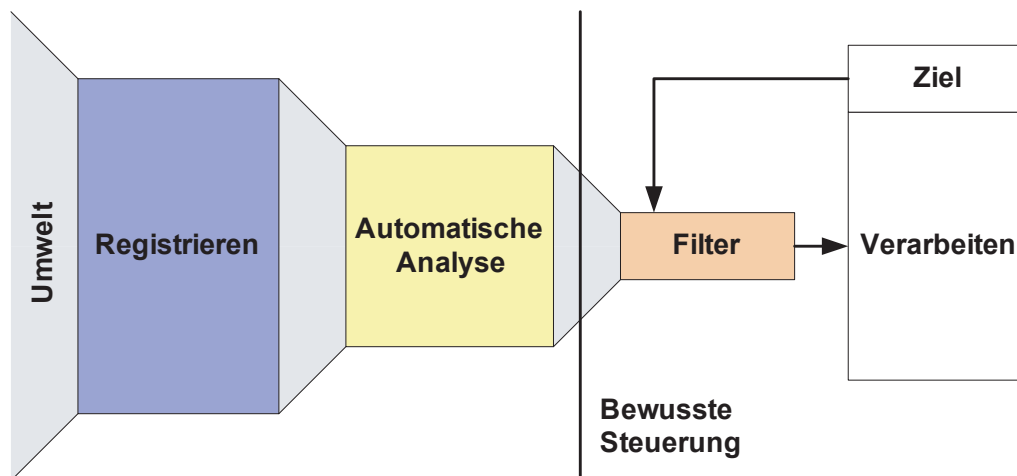 Umwelt
Registrieren
Automatische
Analyse
Filter
Ziel
Verarbeiten
Bewusste
Steuerung